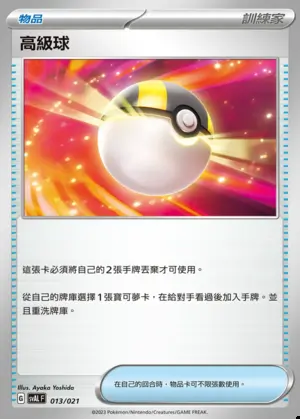 物品
訓練家
高級球
這張卡必須將自己的2張手牌丟棄才可使用。
從自己的牌庫選擇1張寶可夢卡,在給對手看過後加入手牌。並
且重洗牌庫。
Illus. Ayaka Yoshida
G SVALF 013/021
在自己的回合時,物品卡可不限張數使用。
©2023 Pokémon/Nintendo/Creatures/GAME FREAK.